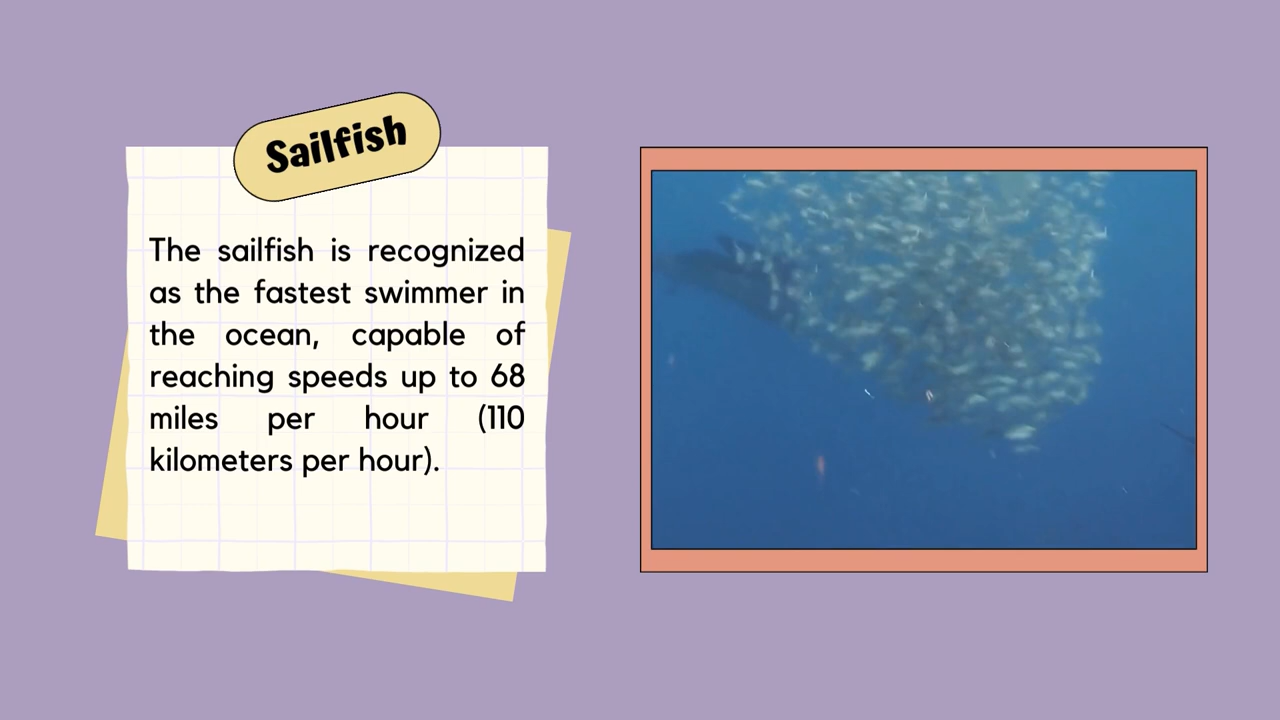 Sailfish
The sailfish is recognized
as the fastest swimmer in
the ocean, capable of
reaching speeds up to 68
miles per hour (110
kilometers per hour).